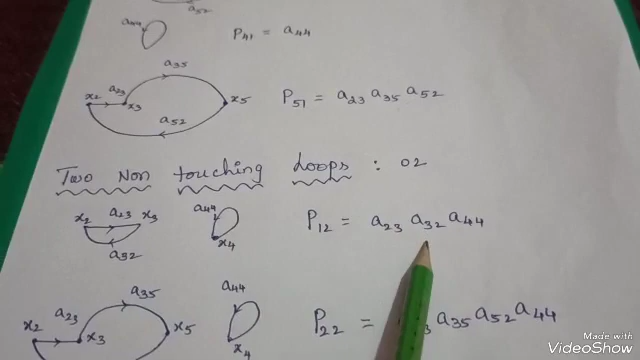 a52
a44
P41 = a44
a35
x2 a23 x3 x5
a52
P51 = a23 a35 a52
Two Non touching Loops : 02
x2 a23 x3 a44
a32 x4
P12 = a23 a32 a44
a23 a35 a44
x2 x3 x5 x4
P22 = 3 a35 a52 a44
Made with
VideoShow